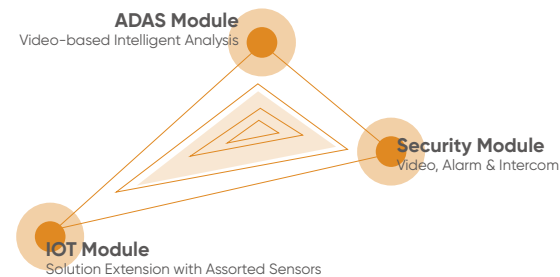 ADAS Module
Video-based Intelligent Analysis
Security Module
Video, Alarm & Intercom
IOT Module
Solution Extension with Assorted Sensors